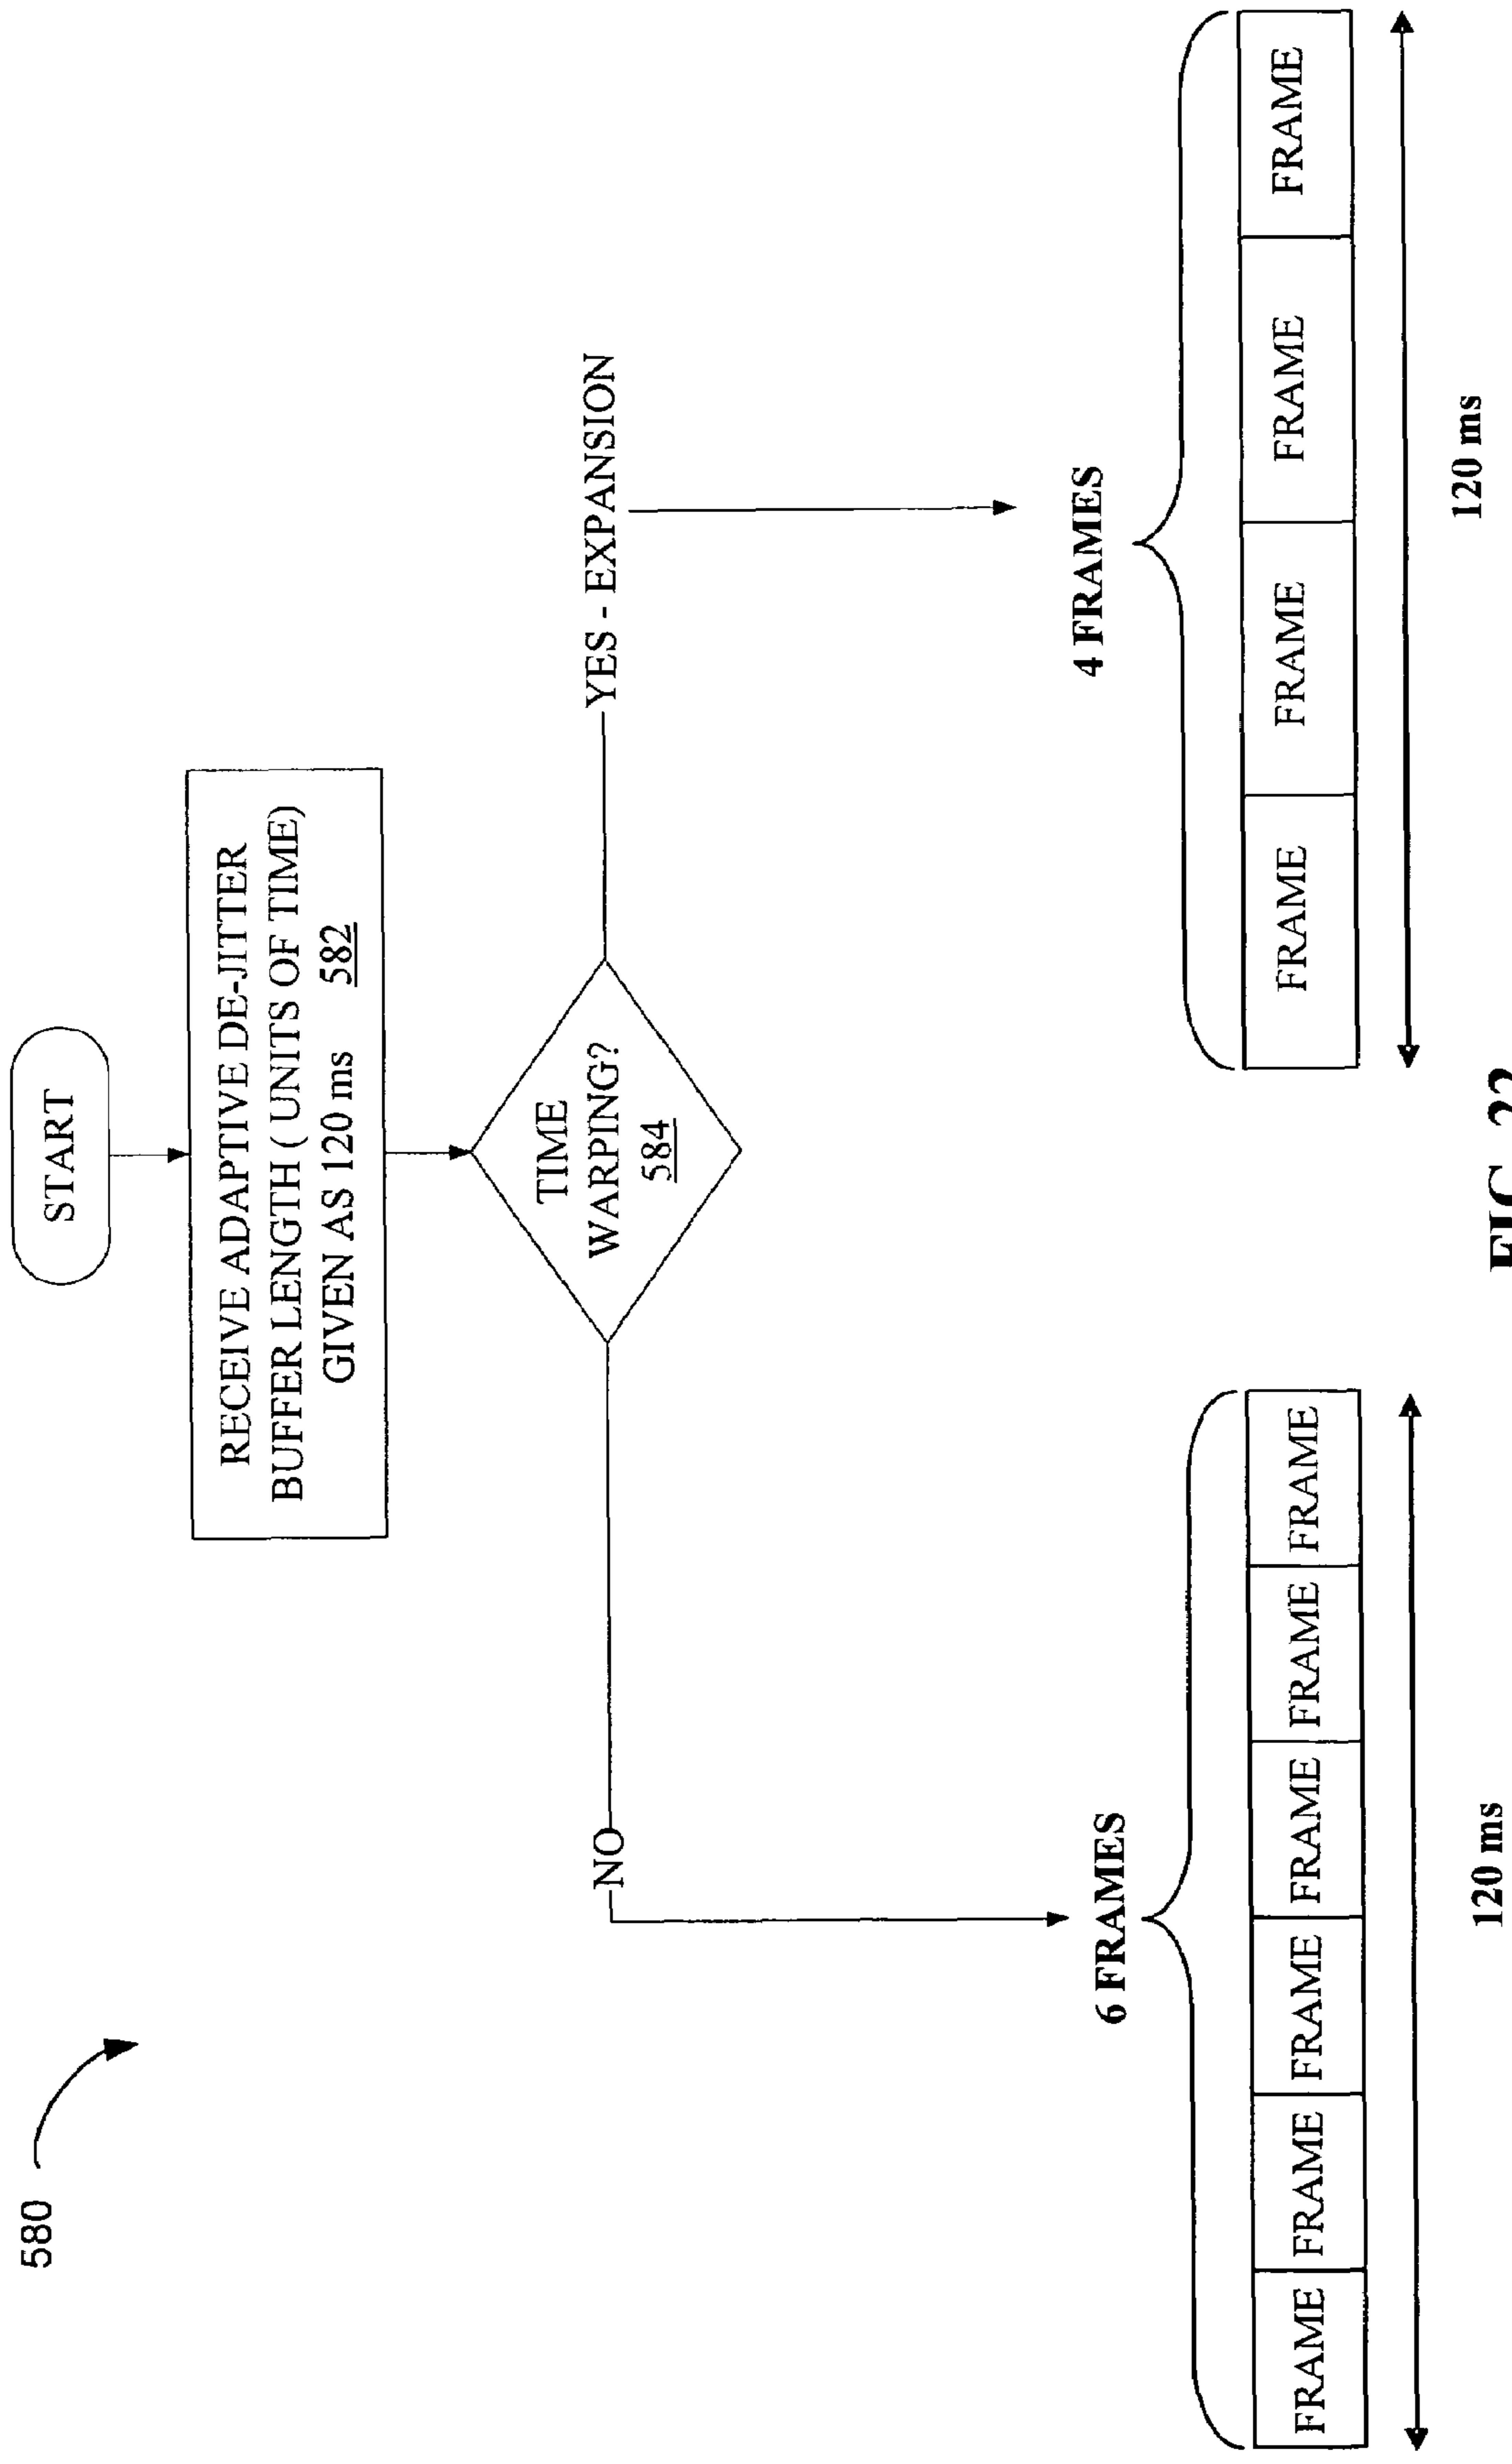 580
START
RECEIVE ADAPTIVE DE-JITTER
BUFFER LENGTH ( UNITS OF TIME)
GIVEN AS 120 ms 582
TIME
WARPING?
584
NO
YES - EXPANSION
6 FRAMES
FRAME FRAME FRAME FRAME FRAME FRAME
120 ms
4 FRAMES
FRAME FRAME FRAME FRAME
120 ms
FIG. 22